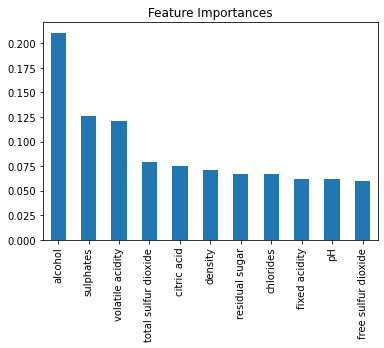 Feature Importances
0.200
0.175
0.150
0.125
0.100
0.075
0.050
0.025
0.000
alcohol
sulphates
volatile acidity
total sulfur dioxide
citric acid
density
residual sugar
chlorides
fixed acidity
pH
free sulfur dioxide